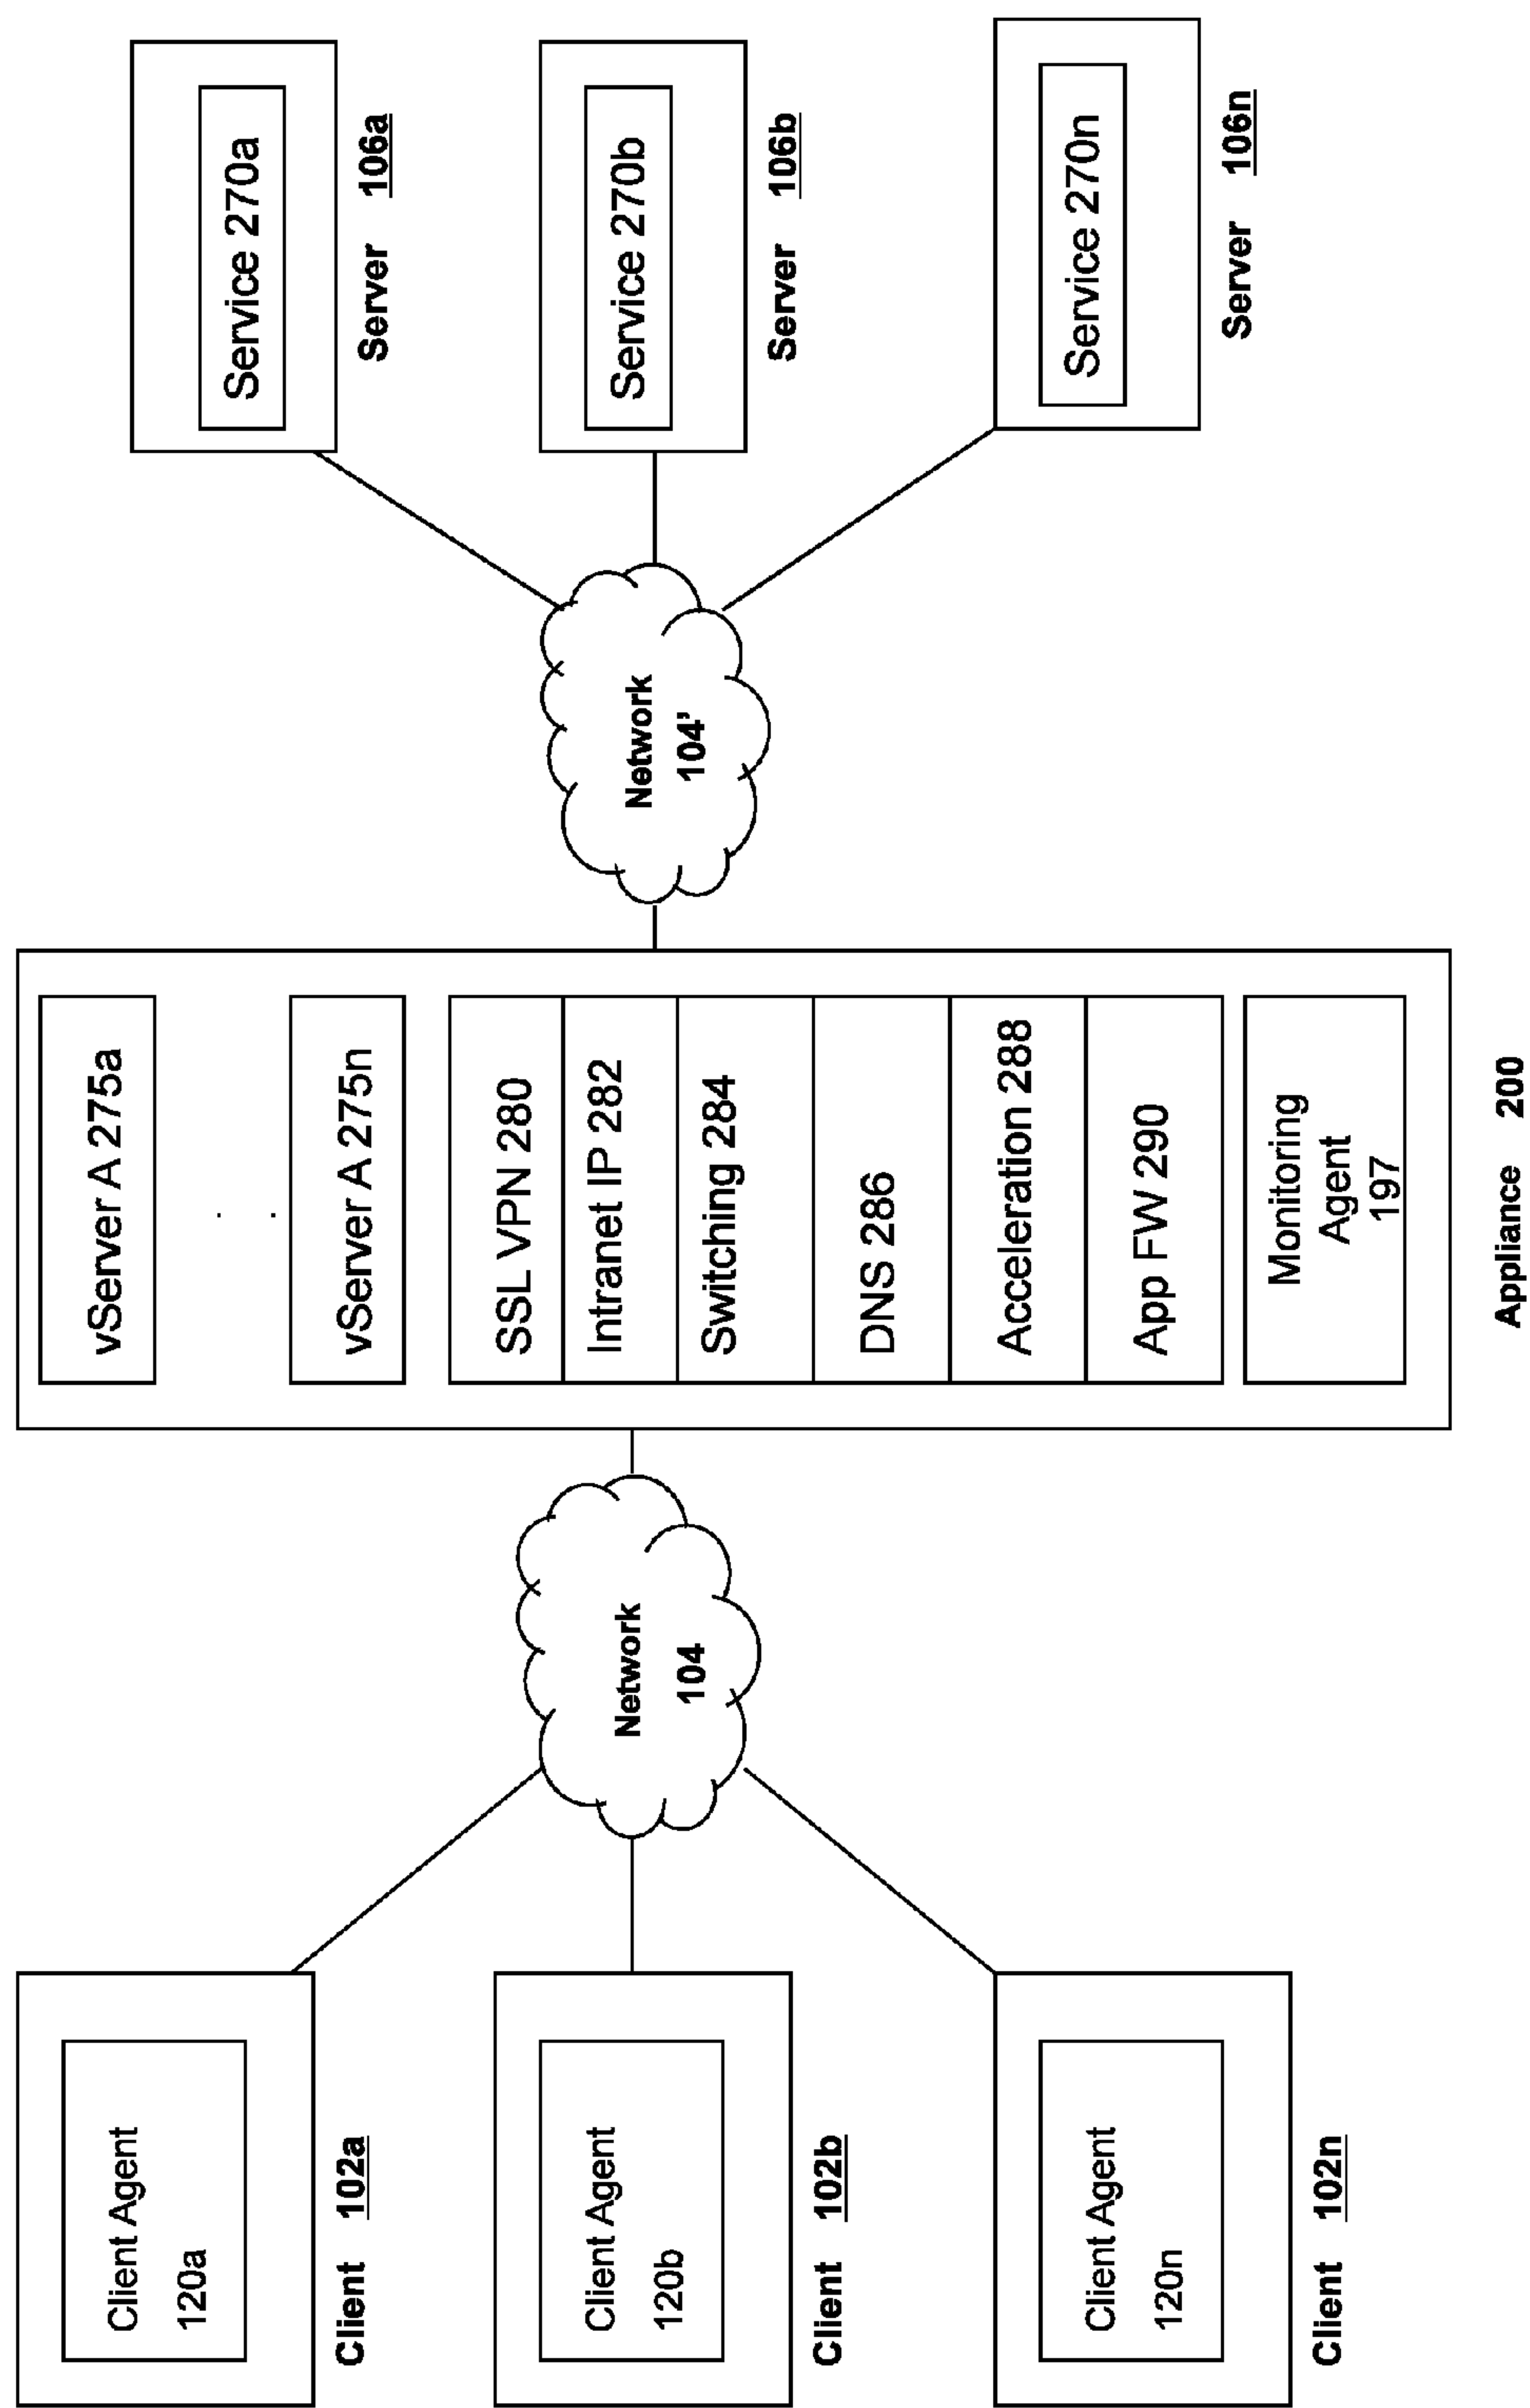 Client Agent
120a
Client 102a
Client Agent
120b
Client 102b
Client Agent
120n
Client 102n
Network
104
vServer A 275a
.
.
vServer A 275n
SSL VPN 280
Intranet IP 282
Switching 284
DNS 286
Acceleration 288
App FW 290
Monitoring
Agent
197
Appliance 200
Network
104'
Service 270a
Server 106a
Service 270b
Server 106b
Service 270n
Server 106n